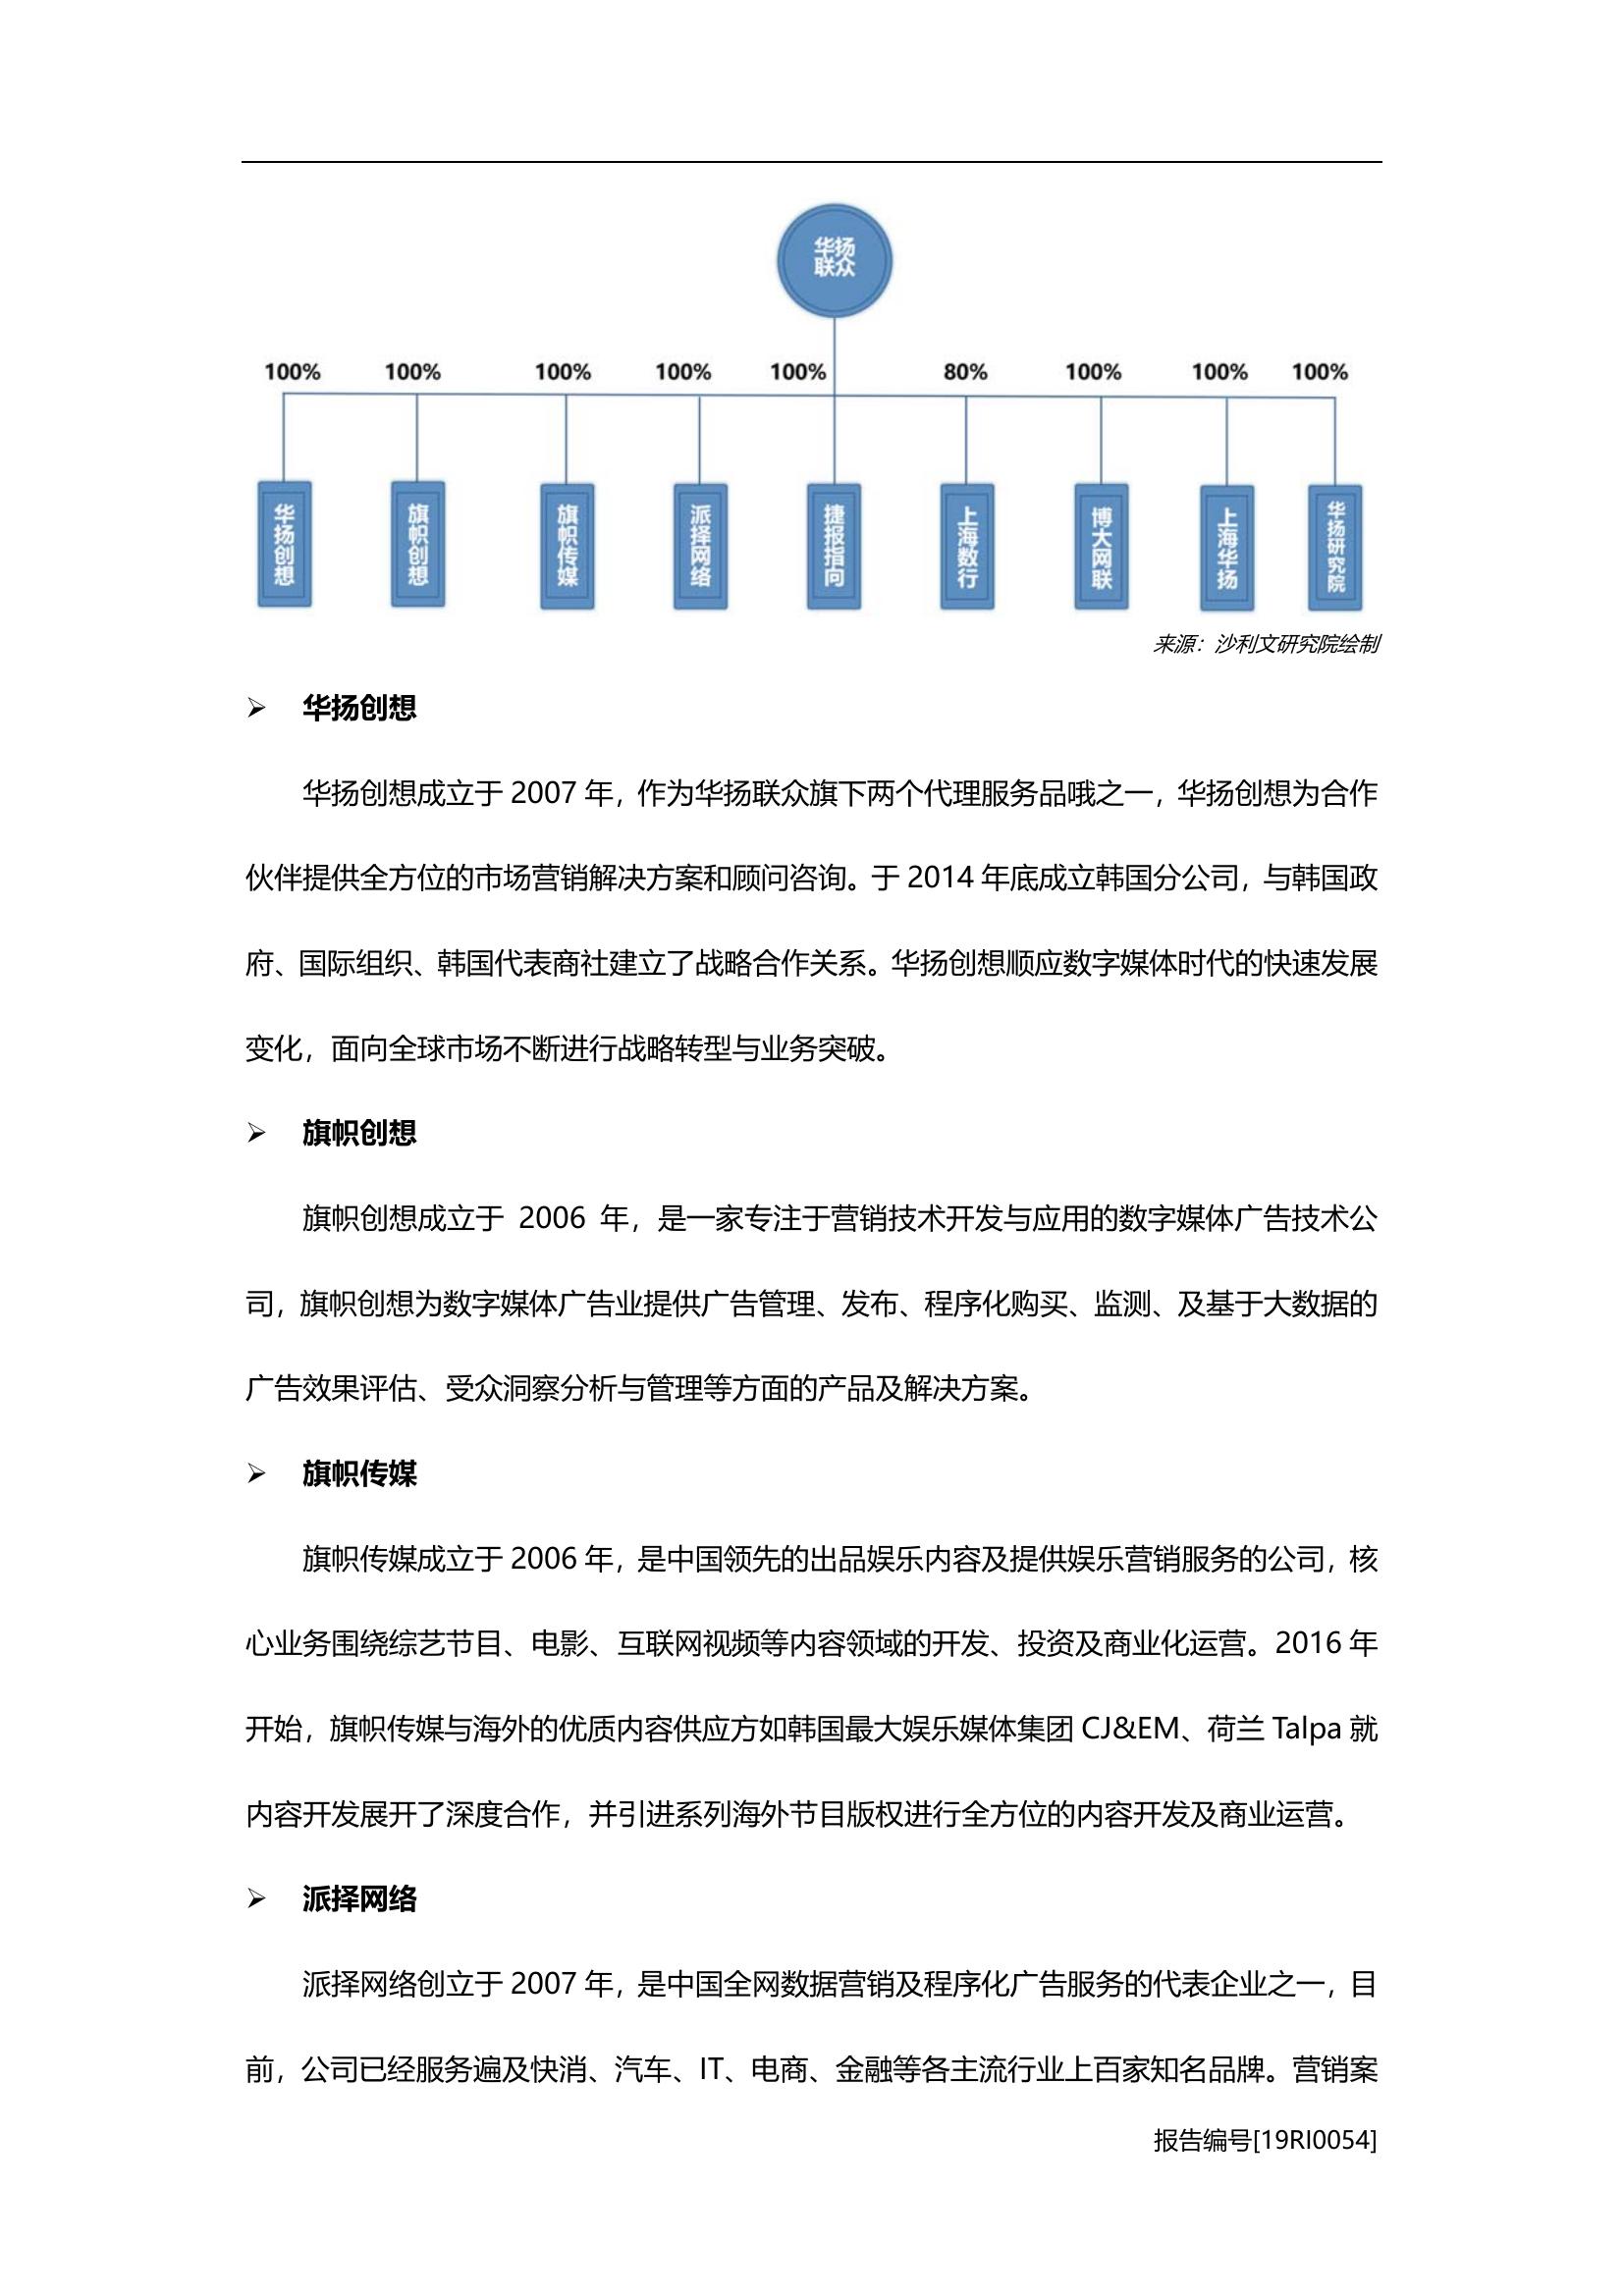 华扬
联众
100% 100% 100% 100% 100% 80% 100% 100% 100%
华扬创想
旗帜创想
旗帜传媒
派择网络
捷报指向
上海数行
博大网联
上海华扬
华扬研究院
来源：沙利文研究院绘制
➢ 华扬创想
华扬创想成立于 2007 年，作为华扬联众旗下两个代理服务品哦之一，华扬创想为合作
伙伴提供全方位的市场营销解决方案和顾问咨询。于 2014 年底成立韩国分公司，与韩国政
府、国际组织、韩国代表商社建立了战略合作关系。华扬创想顺应数字媒体时代的快速发展
变化，面向全球市场不断进行战略转型与业务突破。
➢ 旗帜创想
旗帜创想成立于 2006 年，是一家专注于营销技术开发与应用的数字媒体广告技术公
司，旗帜创想为数字媒体广告业提供广告管理、发布、程序化购买、监测、及基于大数据的
广告效果评估、受众洞察分析与管理等方面的产品及解决方案。
➢ 旗帜传媒
旗帜传媒成立于 2006 年，是中国领先的出品娱乐内容及提供娱乐营销服务的公司，核
心业务围绕综艺节目、电影、互联网视频等内容领域的开发、投资及商业化运营。2016 年
开始，旗帜传媒与海外的优质内容供应方如韩国最大娱乐媒体集团 CJ&EM、荷兰 Talpa 就
内容开发展开了深度合作，并引进系列海外节目版权进行全方位的内容开发及商业运营。
➢ 派择网络
派择网络创立于 2007 年，是中国全网数据营销及程序化广告服务的代表企业之一，目
前，公司已经服务遍及快消、汽车、IT、电商、金融等各主流行业上百家知名品牌。营销案
报告编号[19RI0054]